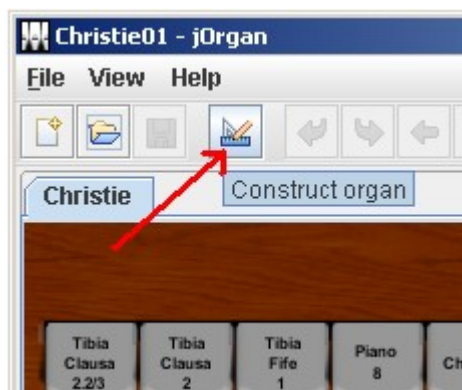 Christie01 - jOrgan
File View Help
Construct organ
Christie
Tibia Clausa 2.2/3
Tibia Clausa 2
Tibia Fife 1
Piano 8